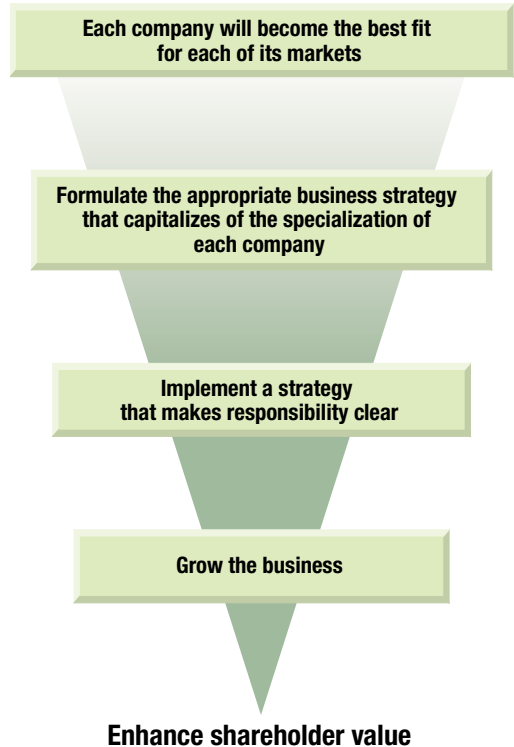 Each company will become the best fit
for each of its markets
Formulate the appropriate business strategy
that capitalizes of the specialization of
each company
Implement a strategy
that makes responsibility clear
Grow the business
Enhance shareholder value